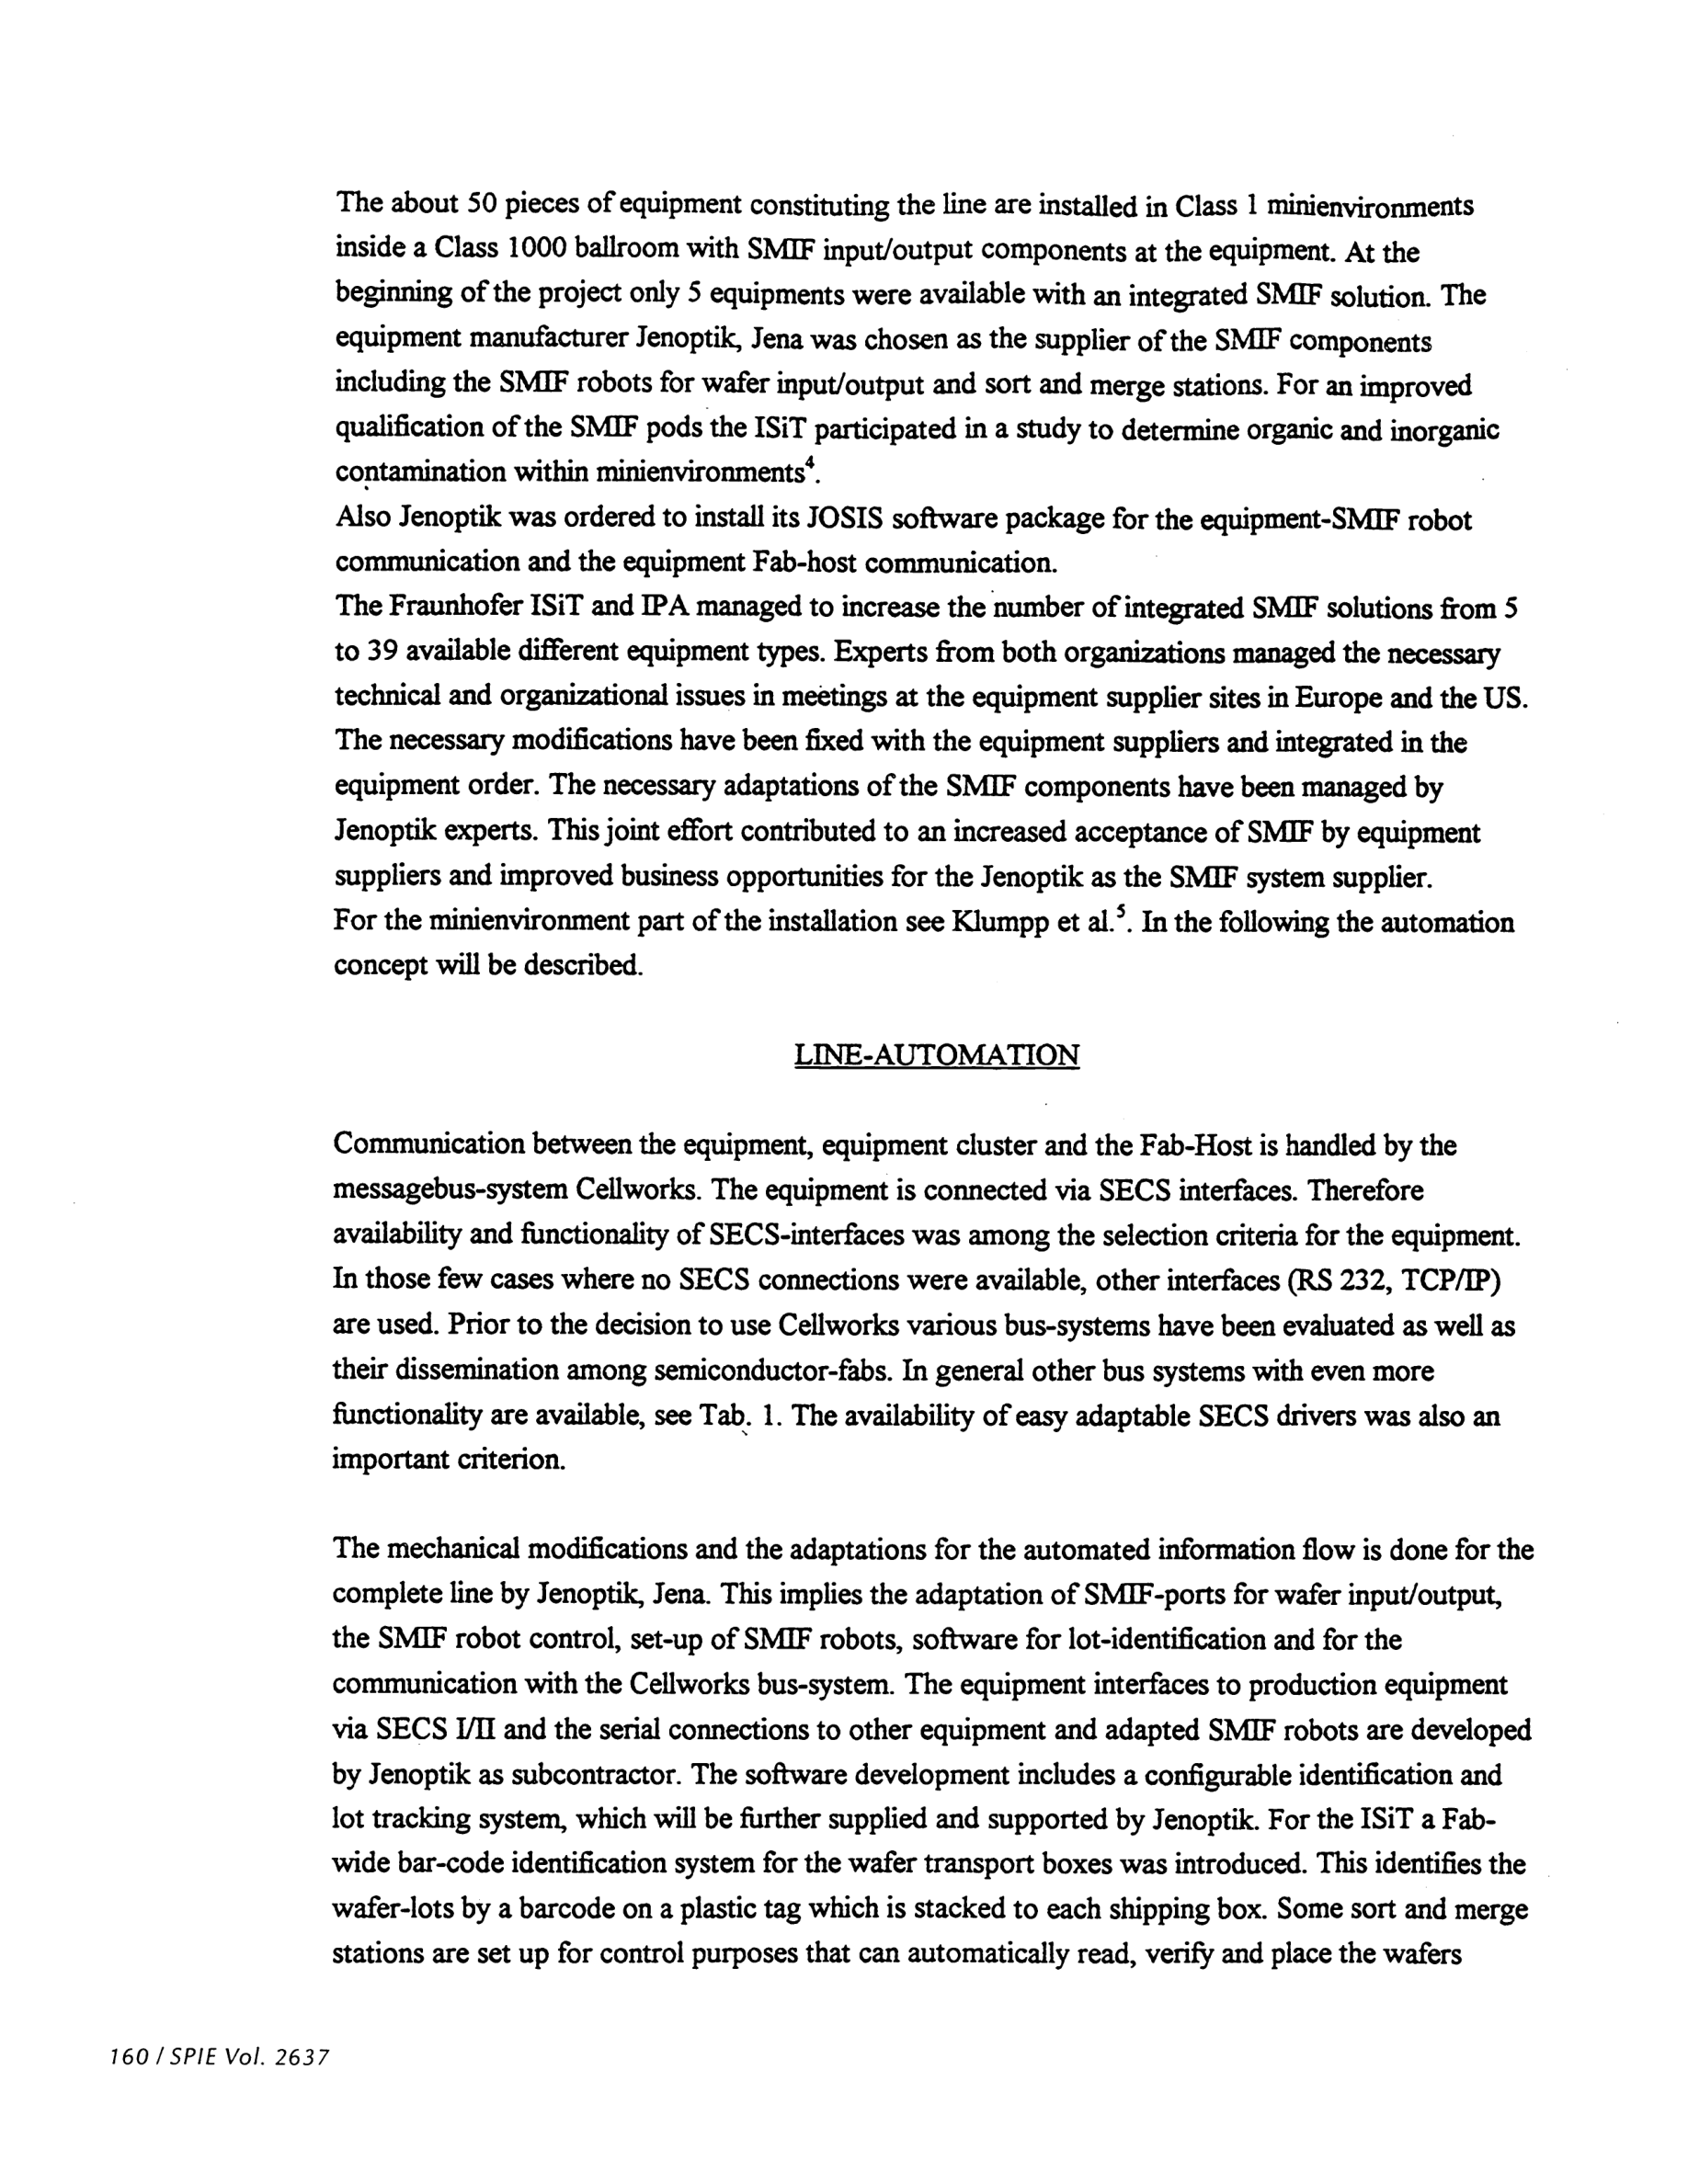 The about 50 pieces of equipment constituting the line are installed in Class 1 minienvironments
inside a Class 1000 ballroom with SMIF input/output components at the equipment. At the
beginning of the project only 5 equipments were available with an integrated SMIF solution. The
equipment manufacturer Jenoptik, Jena was chosen as the supplier of the SMIF components
including the SMIF robots for wafer input/output and sort and merge stations. For an improved
qualification of the SMIF pods the ISiT participated in a study to determine organic and inorganic
contamination within minienvironments⁴.
Also Jenoptik was ordered to install its JOSIS software package for the equipment-SMIF robot
communication and the equipment Fab-host communication.
The Fraunhofer ISiT and IPA managed to increase the number of integrated SMIF solutions from 5
to 39 available different equipment types. Experts from both organizations managed the necessary
technical and organizational issues in meetings at the equipment supplier sites in Europe and the US.
The necessary modifications have been fixed with the equipment suppliers and integrated in the
equipment order. The necessary adaptations of the SMIF components have been managed by
Jenoptik experts. This joint effort contributed to an increased acceptance of SMIF by equipment
suppliers and improved business opportunities for the Jenoptik as the SMIF system supplier.
For the minienvironment part of the installation see Klumpp et al.⁵. In the following the automation
concept will be described.
LINE-AUTOMATION
Communication between the equipment, equipment cluster and the Fab-Host is handled by the
messagebus-system Cellworks. The equipment is connected via SECS interfaces. Therefore
availability and functionality of SECS-interfaces was among the selection criteria for the equipment.
In those few cases where no SECS connections were available, other interfaces (RS 232, TCP/IP)
are used. Prior to the decision to use Cellworks various bus-systems have been evaluated as well as
their dissemination among semiconductor-fabs. In general other bus systems with even more
functionality are available, see Tab. 1. The availability of easy adaptable SECS drivers was also an
important criterion.
The mechanical modifications and the adaptations for the automated information flow is done for the
complete line by Jenoptik, Jena. This implies the adaptation of SMIF-ports for wafer input/output,
the SMIF robot control, set-up of SMIF robots, software for lot-identification and for the
communication with the Cellworks bus-system. The equipment interfaces to production equipment
via SECS I/II and the serial connections to other equipment and adapted SMIF robots are developed
by Jenoptik as subcontractor. The software development includes a configurable identification and
lot tracking system, which will be further supplied and supported by Jenoptik. For the ISiT a Fab-
wide bar-code identification system for the wafer transport boxes was introduced. This identifies the
wafer-lots by a barcode on a plastic tag which is stacked to each shipping box. Some sort and merge
stations are set up for control purposes that can automatically read, verify and place the wafers
160 / SPIE Vol. 2637